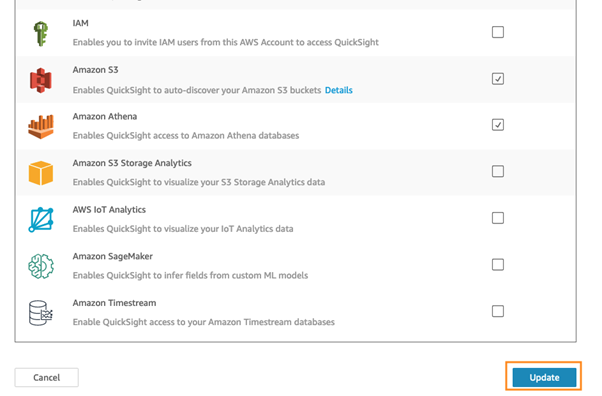 IAM
Enables you to invite IAM users from this AWS Account to access QuickSight
Amazon S3
Enables QuickSight to auto-discover your Amazon S3 buckets Details
Amazon Athena
Enables QuickSight access to Amazon Athena databases
Amazon S3 Storage Analytics
Enables QuickSight to visualize your S3 Storage Analytics data
AWS IoT Analytics
Enables QuickSight to visualize your IoT Analytics data
Amazon SageMaker
Enables QuickSight to infer fields from custom ML models
Amazon Timestream
Enable QuickSight access to your Amazon Timestream databases
Cancel
Update